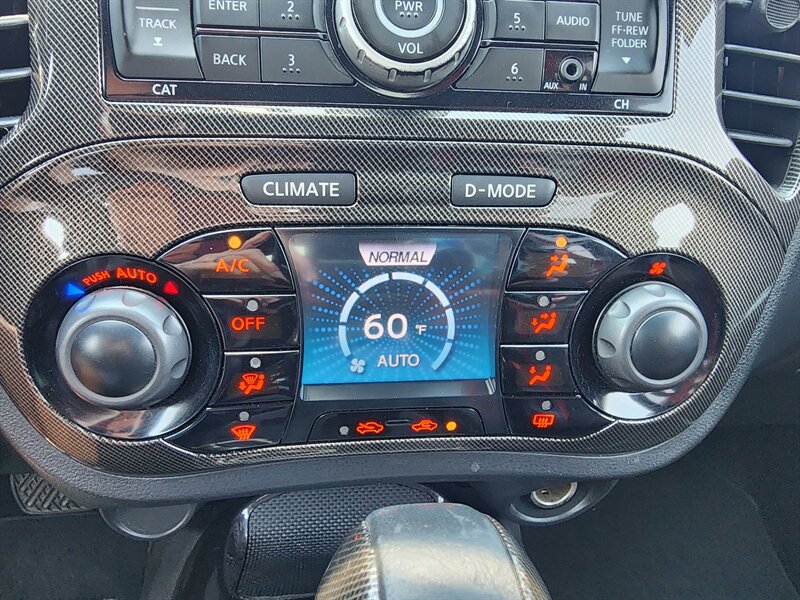 TRACK
ENTER
2
PWR
VOL
5
AUDIO
TUNE
FF-REW
FOLDER
BACK
3
6
AUX
IN
CAT
CH
CLIMATE
D-MODE
PUSH AUTO
A/C
OFF
NORMAL
60 °F
AUTO